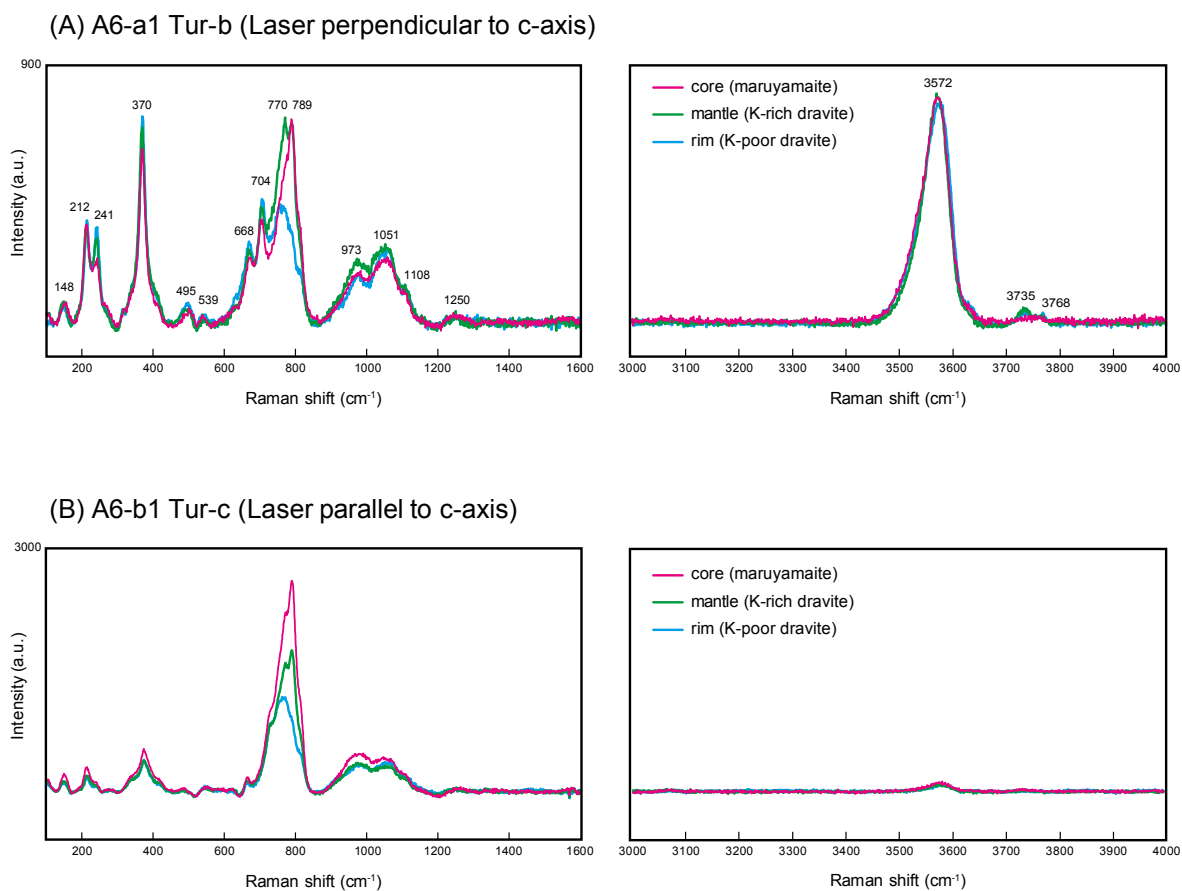 (A) A6-a1 Tur-b (Laser perpendicular to c-axis)
900
Intensity (a.u.)
148
212
241
370
495
539
668
704
770
789
973
1051
1108
1250
200 400 600 800 1000 1200 1400 1600
Raman shift (cm⁻¹)
core (maruyamaite)
mantle (K-rich dravite)
rim (K-poor dravite)
3572
3735
3768
3000 3100 3200 3300 3400 3500 3600 3700 3800 3900 4000
Raman shift (cm⁻¹)
(B) A6-b1 Tur-c (Laser parallel to c-axis)
3000
Intensity (a.u.)
200 400 600 800 1000 1200 1400 1600
Raman shift (cm⁻¹)
core (maruyamaite)
mantle (K-rich dravite)
rim (K-poor dravite)
3000 3100 3200 3300 3400 3500 3600 3700 3800 3900 4000
Raman shift (cm⁻¹)